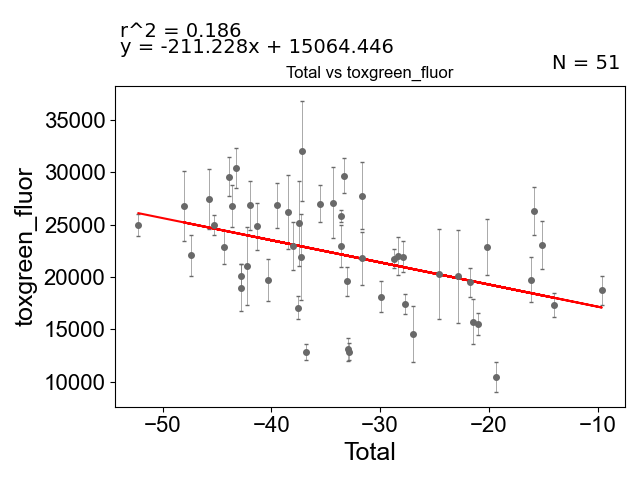 r^2 = 0.186
y = -211.228x + 15064.446
N = 51
Total vs toxgreen_fluor
toxgreen_fluor
35000
30000
25000
20000
15000
10000
−50
−40
−30
−20
−10
Total